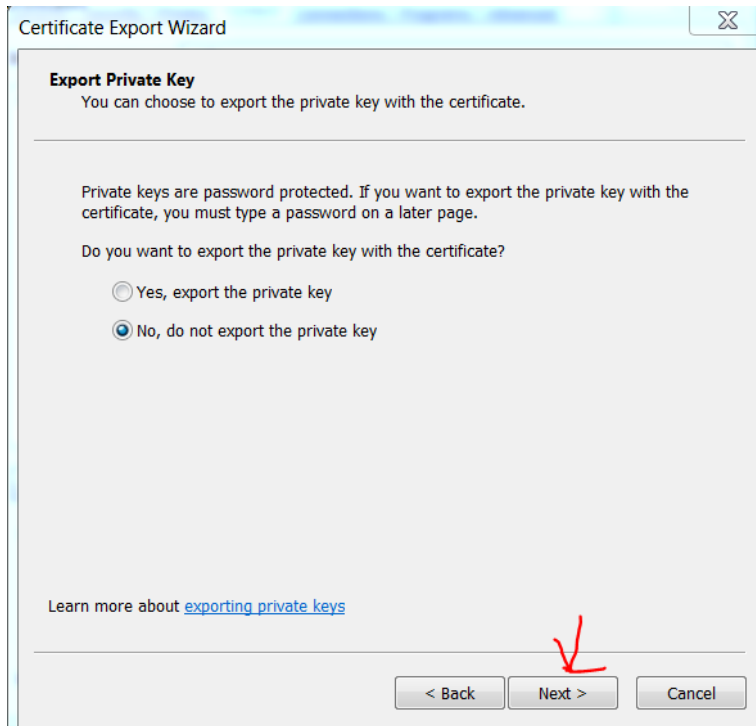 Certificate Export Wizard
Export Private Key
You can choose to export the private key with the certificate.
Private keys are password protected. If you want to export the private key with the
certificate, you must type a password on a later page.
Do you want to export the private key with the certificate?
Yes, export the private key
No, do not export the private key
Learn more about exporting private keys
< Back
Next >
Cancel